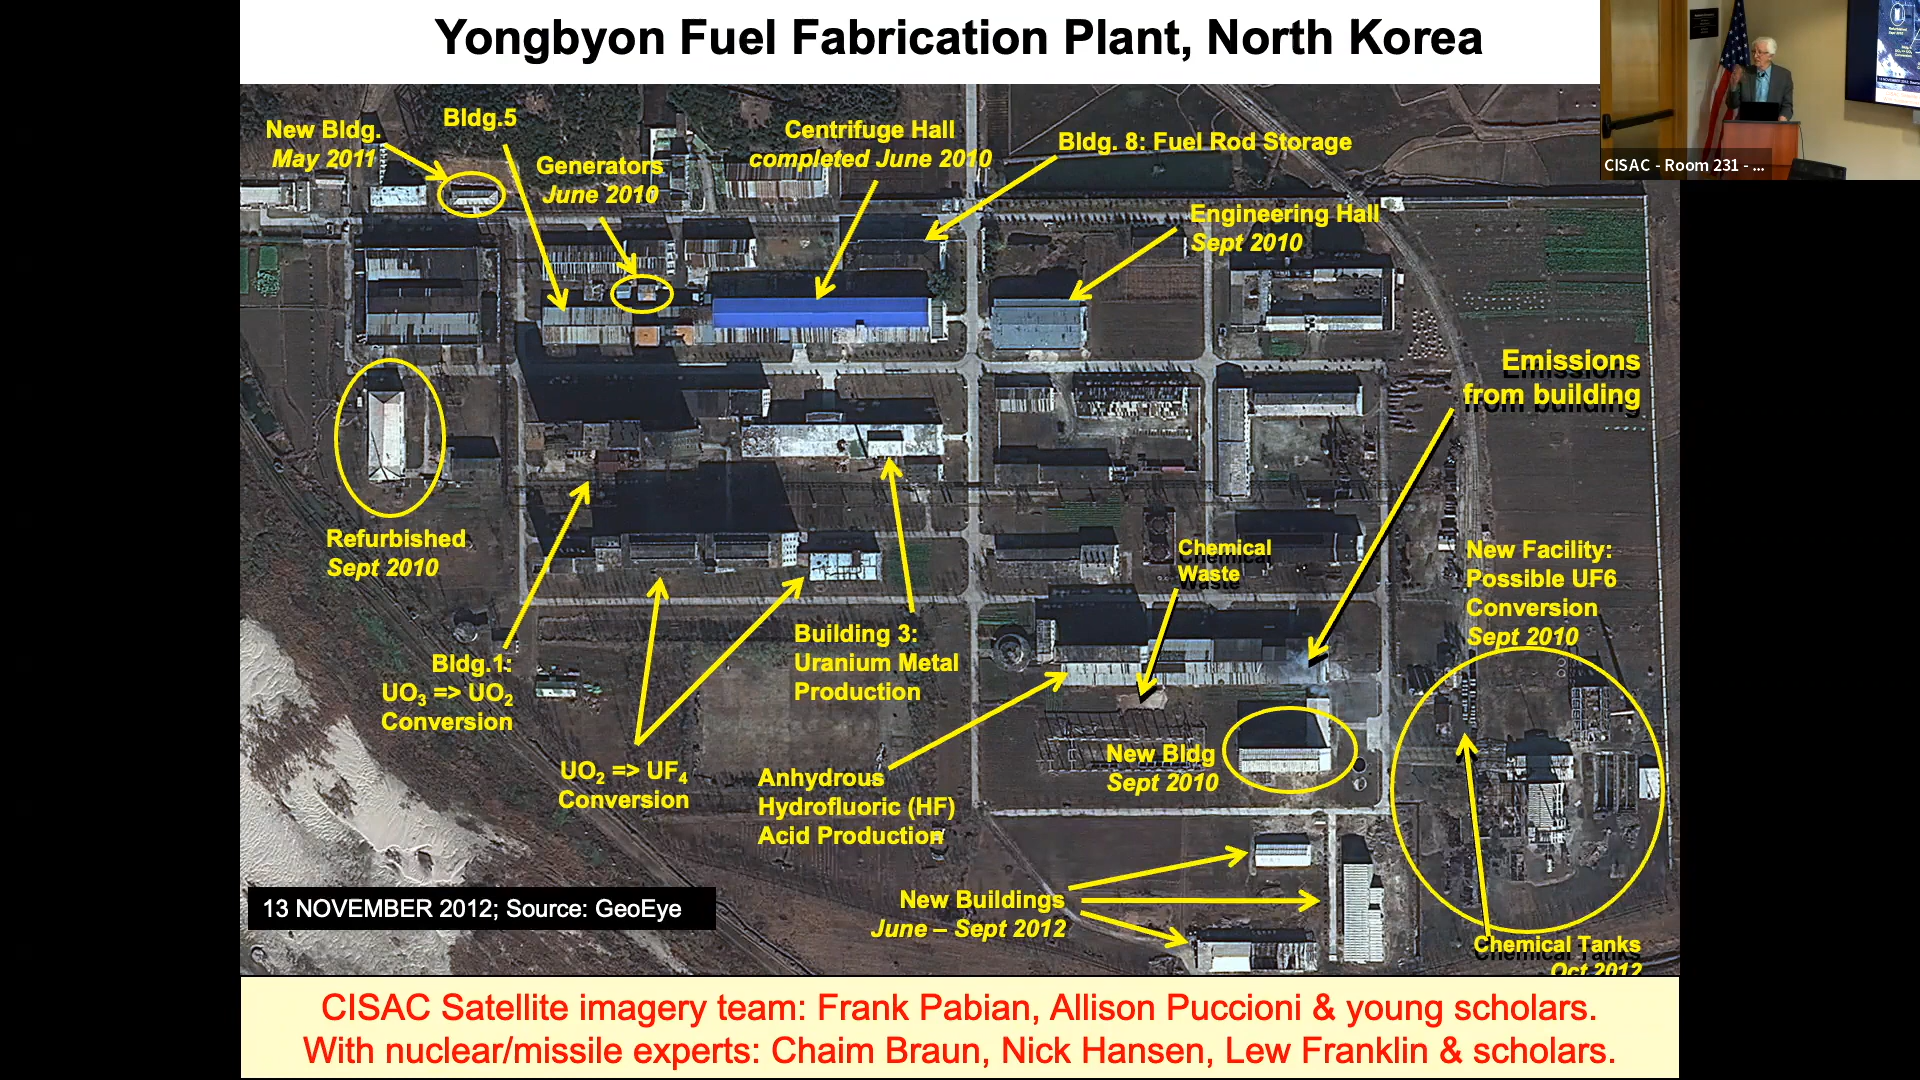 Yongbyon Fuel Fabrication Plant, North Korea
CISAC - Room 231 - ...
New Bldg.
May 2011
Bldg.5
Generators
June 2010
Centrifuge Hall
completed June 2010
Bldg. 8: Fuel Rod Storage
Engineering Hall
Sept 2010
Emissions
from building
Refurbished
Sept 2010
Chemical
Waste
New Facility:
Possible UF6
Conversion
Sept 2010
Bldg.1:
UO₃ => UO₂
Conversion
Building 3:
Uranium Metal
Production
UO₂ => UF₄
Conversion
Anhydrous
Hydrofluoric (HF)
Acid Production
New Bldg
Sept 2010
New Buildings
June – Sept 2012
Chemical Tanks
Oct 2012
13 NOVEMBER 2012; Source: GeoEye
CISAC Satellite imagery team: Frank Pabian, Allison Puccioni & young scholars.
With nuclear/missile experts: Chaim Braun, Nick Hansen, Lew Franklin & scholars.